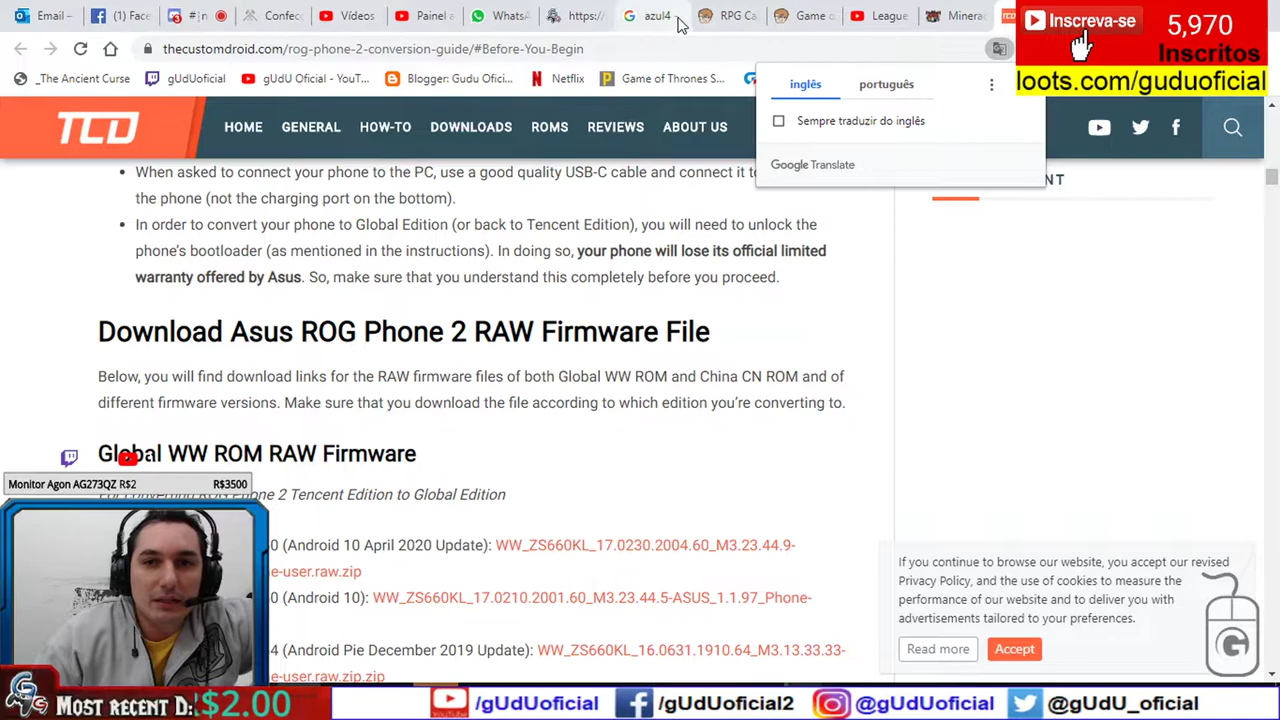 Email –
(1) Face
#
Confec
Vídeos
Painel
WhatsA
https:/
azul4
RPG Ca
Game o
League
Minera
Inscreva-se
5,970
Inscritos
loots.com/guduoficial
thecustomdroid.com/rog-phone-2-conversion-guide/#Before-You-Begin
_The Ancient Curse
gUdUoficial
gUdU Oficial - YouT...
Blogger: Gudu Ofici...
Netflix
Game of Thrones S...
inglês
português
Sempre traduzir do inglês
Google Translate
TCD
HOME
GENERAL
HOW-TO
DOWNLOADS
ROMS
REVIEWS
ABOUT US
When asked to connect your phone to the PC, use a good quality USB-C cable and connect it to
the phone (not the charging port on the bottom).
In order to convert your phone to Global Edition (or back to Tencent Edition), you will need to unlock the
phone's bootloader (as mentioned in the instructions). In doing so, your phone will lose its official limited
warranty offered by Asus. So, make sure that you understand this completely before you proceed.
NT
Download Asus ROG Phone 2 RAW Firmware File
Below, you will find download links for the RAW firmware files of both Global WW ROM and China CN ROM and of
different firmware versions. Make sure that you download the file according to which edition you're converting to.
Global WW ROM RAW Firmware
Monitor Agon AG273QZ R$2
R$3500
Phone 2 Tencent Edition to Global Edition
0 (Android 10 April 2020 Update): WW_ZS660KL_17.0230.2004.60_M3.23.44.9-
e-user.raw.zip
0 (Android 10): WW_ZS660KL_17.0210.2001.60_M3.23.44.5-ASUS_1.1.97_Phone-
4 (Android Pie December 2019 Update): WW_ZS660KL_16.0631.1910.64_M3.13.33.33-
e-user.raw.zip.zip
If you continue to browse our website, you accept our revised
Privacy Policy, and the use of cookies to measure the
performance of our website and to deliver you with
advertisements tailored to your preferences.
Read more
Accept
Most recent D: R$2.00
/gUdUoficial
/gUdUoficial2
@gUdUoficial
@gUdU_oficial